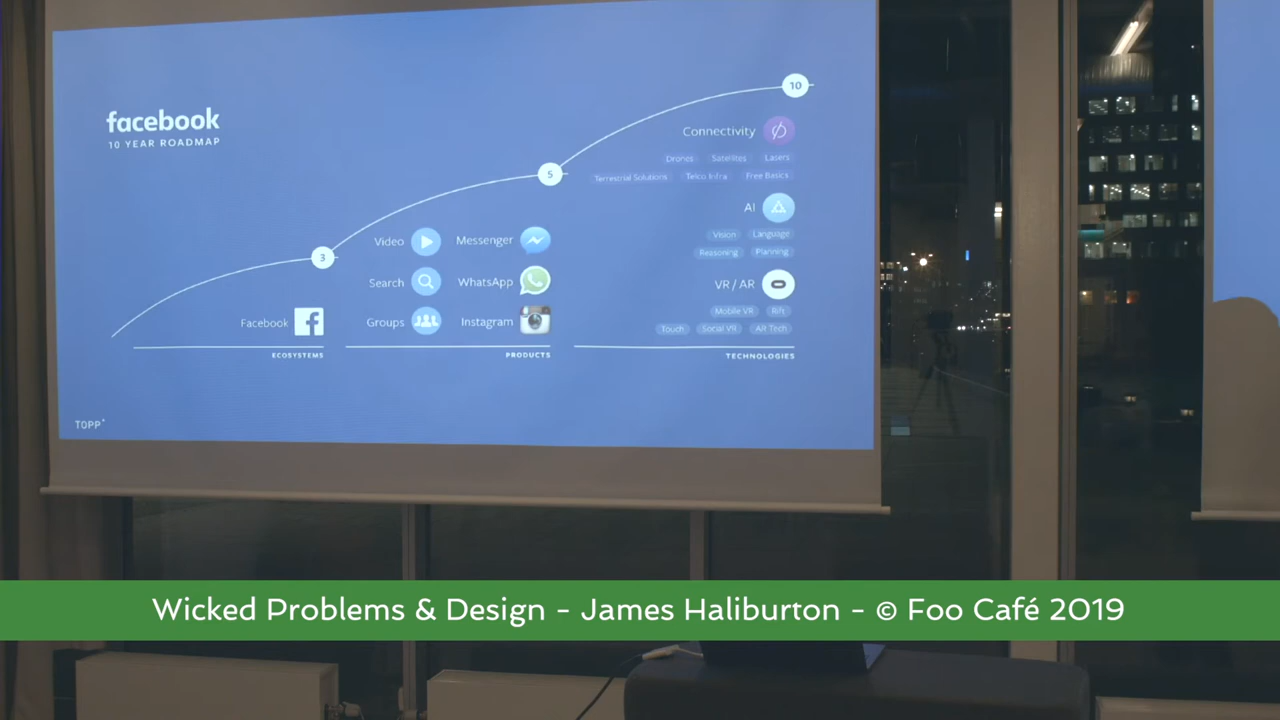 facebook
10 YEAR ROADMAP
10
Connectivity
Drones Satellites Lasers
Terrestrial Solutions Telco Infra Free Basics
5
AI
Vision Language
Reasoning Planning
3
Video Messenger
Search WhatsApp
VR / AR
Mobile VR Rift
Facebook Groups Instagram
Touch Social VR AR Tech
ECOSYSTEMS PRODUCTS TECHNOLOGIES
TOPP+
Wicked Problems & Design - James Haliburton - © Foo Café 2019